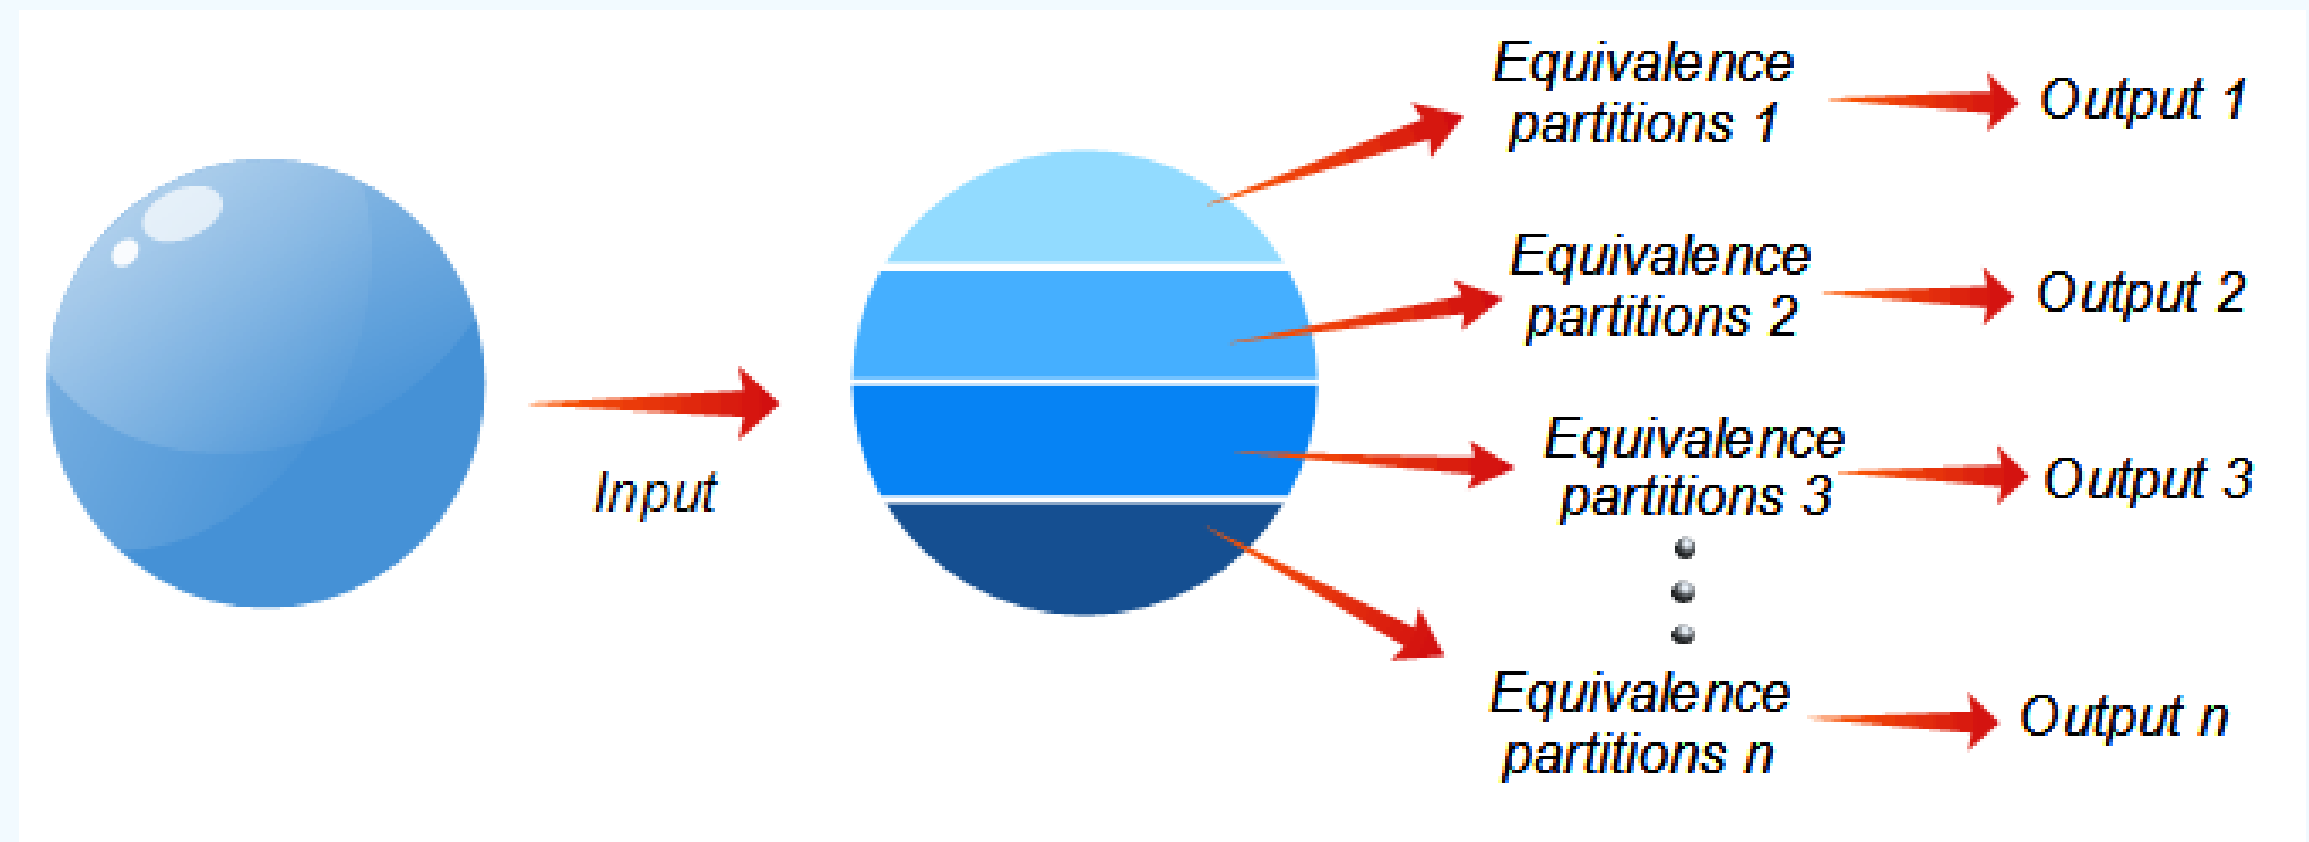 Equivalence
partitions 1
Output 1
Equivalence
partitions 2
Output 2
Input
Equivalence
partitions 3
Output 3
Equivalence
partitions n
Output n